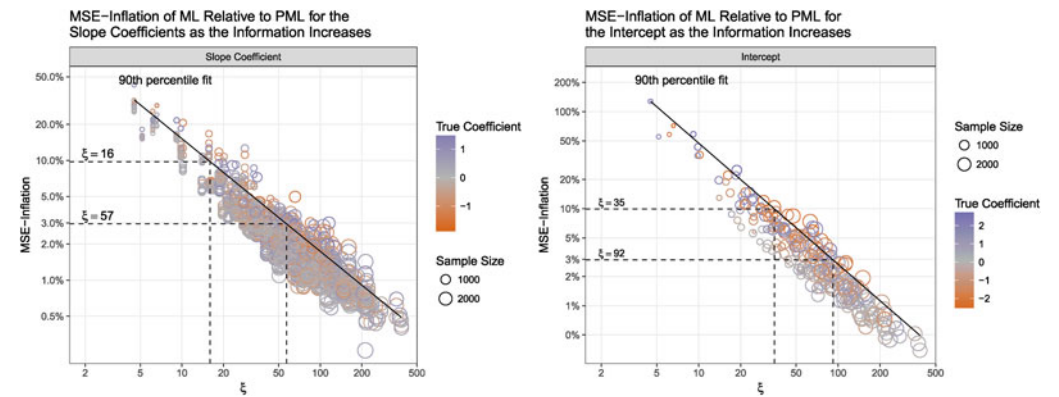 MSE−Inflation of ML Relative to PML for the
Slope Coefficients as the Information Increases
Slope Coefficient
90th percentile fit
ξ = 16
ξ = 57
50.0%
20.0%
10.0%
5.0%
3.0%
2.0%
1.0%
0.5%
MSE−Inflation
2 5 10 20 50 100 200 500
ξ
True Coefficient
1
0
−1
Sample Size
1000
2000
MSE−Inflation of ML Relative to PML for
the Intercept as the Information Increases
Intercept
90th percentile fit
ξ = 35
ξ = 92
200%
100%
50%
20%
10%
5%
3%
2%
1%
0%
MSE−Inflation
2 5 10 20 50 100 200 500
ξ
Sample Size
1000
2000
True Coefficient
2
1
0
−1
−2